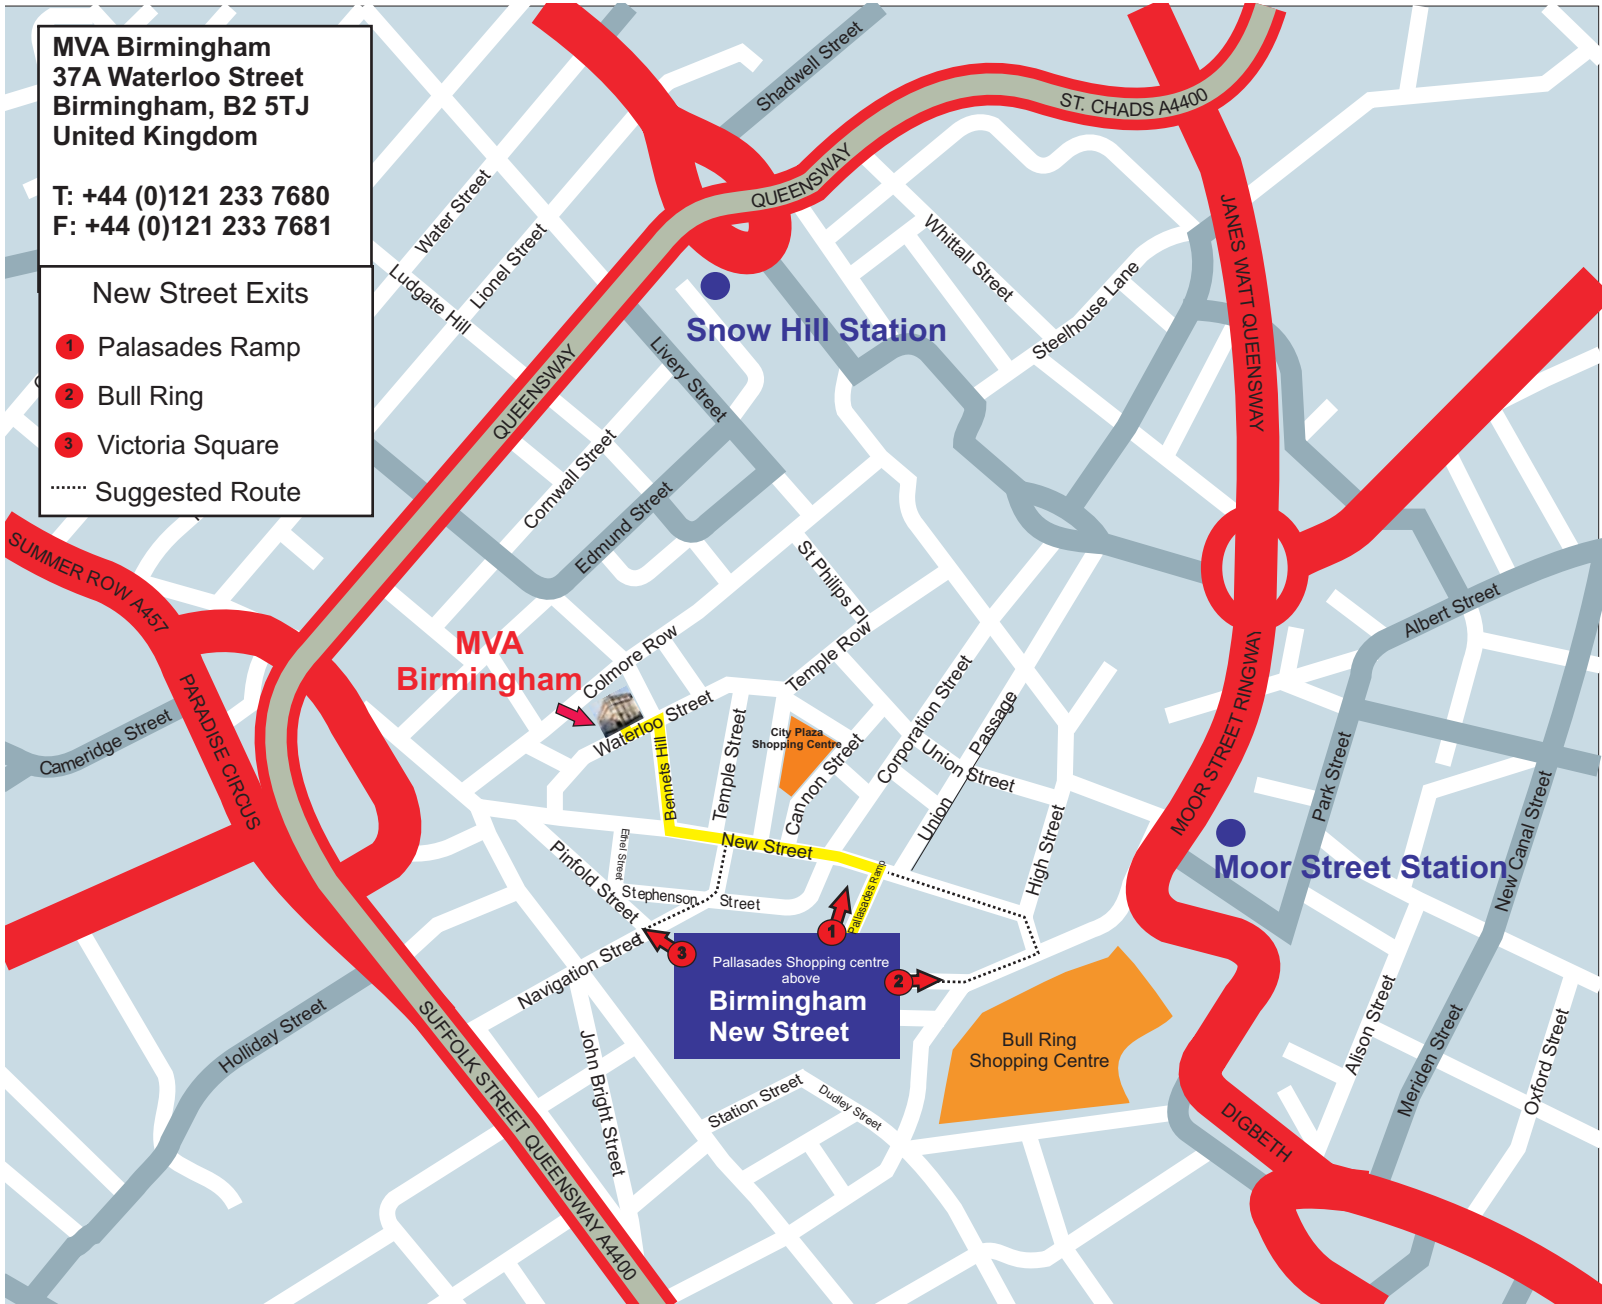 MVA Birmingham
37A Waterloo Street
Birmingham, B2 5TJ
United Kingdom
T: +44 (0)121 233 7680
F: +44 (0)121 233 7681
New Street Exits
1 Palasades Ramp
2 Bull Ring
3 Victoria Square
Suggested Route
Shadwell Street
ST. CHADS A4400
QUEENSWAY
Water Street
Lionel Street
Ludgate Hill
Whittall Street
Steelhouse Lane
JANES WATT QUEENSWAY
Snow Hill Station
QUEENSWAY
Livery Street
Cornwall Street
Edmund Street
SUMMER ROW A457
PARADISE CIRCUS
Cameridge Street
St Philips Pl
Temple Row
Colmore Row
MVA
Birmingham
Waterloo Street
Bennets Hill
Temple Street
City Plaza
Shopping Centre
Cannon Street
Corporation Street
Union Street
Union Passage
High Street
MOOR STREET RINGWAY
Albert Street
Park Street
New Canal Street
Moor Street Station
New Street
Ethel Street
Pinfold Street
Stephenson Street
Pallasades Ramp
Navigation Street
1
2
3
Pallasades Shopping centre
above
Birmingham
New Street
Bull Ring
Shopping Centre
Holliday Street
SUFFOLK STREET QUEENSWAY A4400
John Bright Street
Station Street
Dudley Street
Alison Street
Meriden Street
Oxford Street
DIGBETH